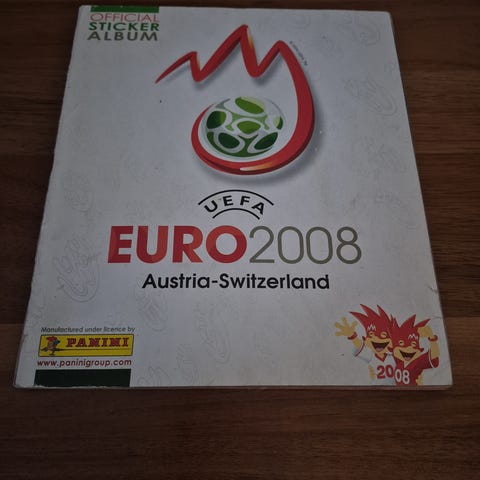 OFFICIAL
STICKER
ALBUM
UEFA
EURO2008
Austria-Switzerland
Manufactured under licence by
PANINI
www.paninigroup.com
2008